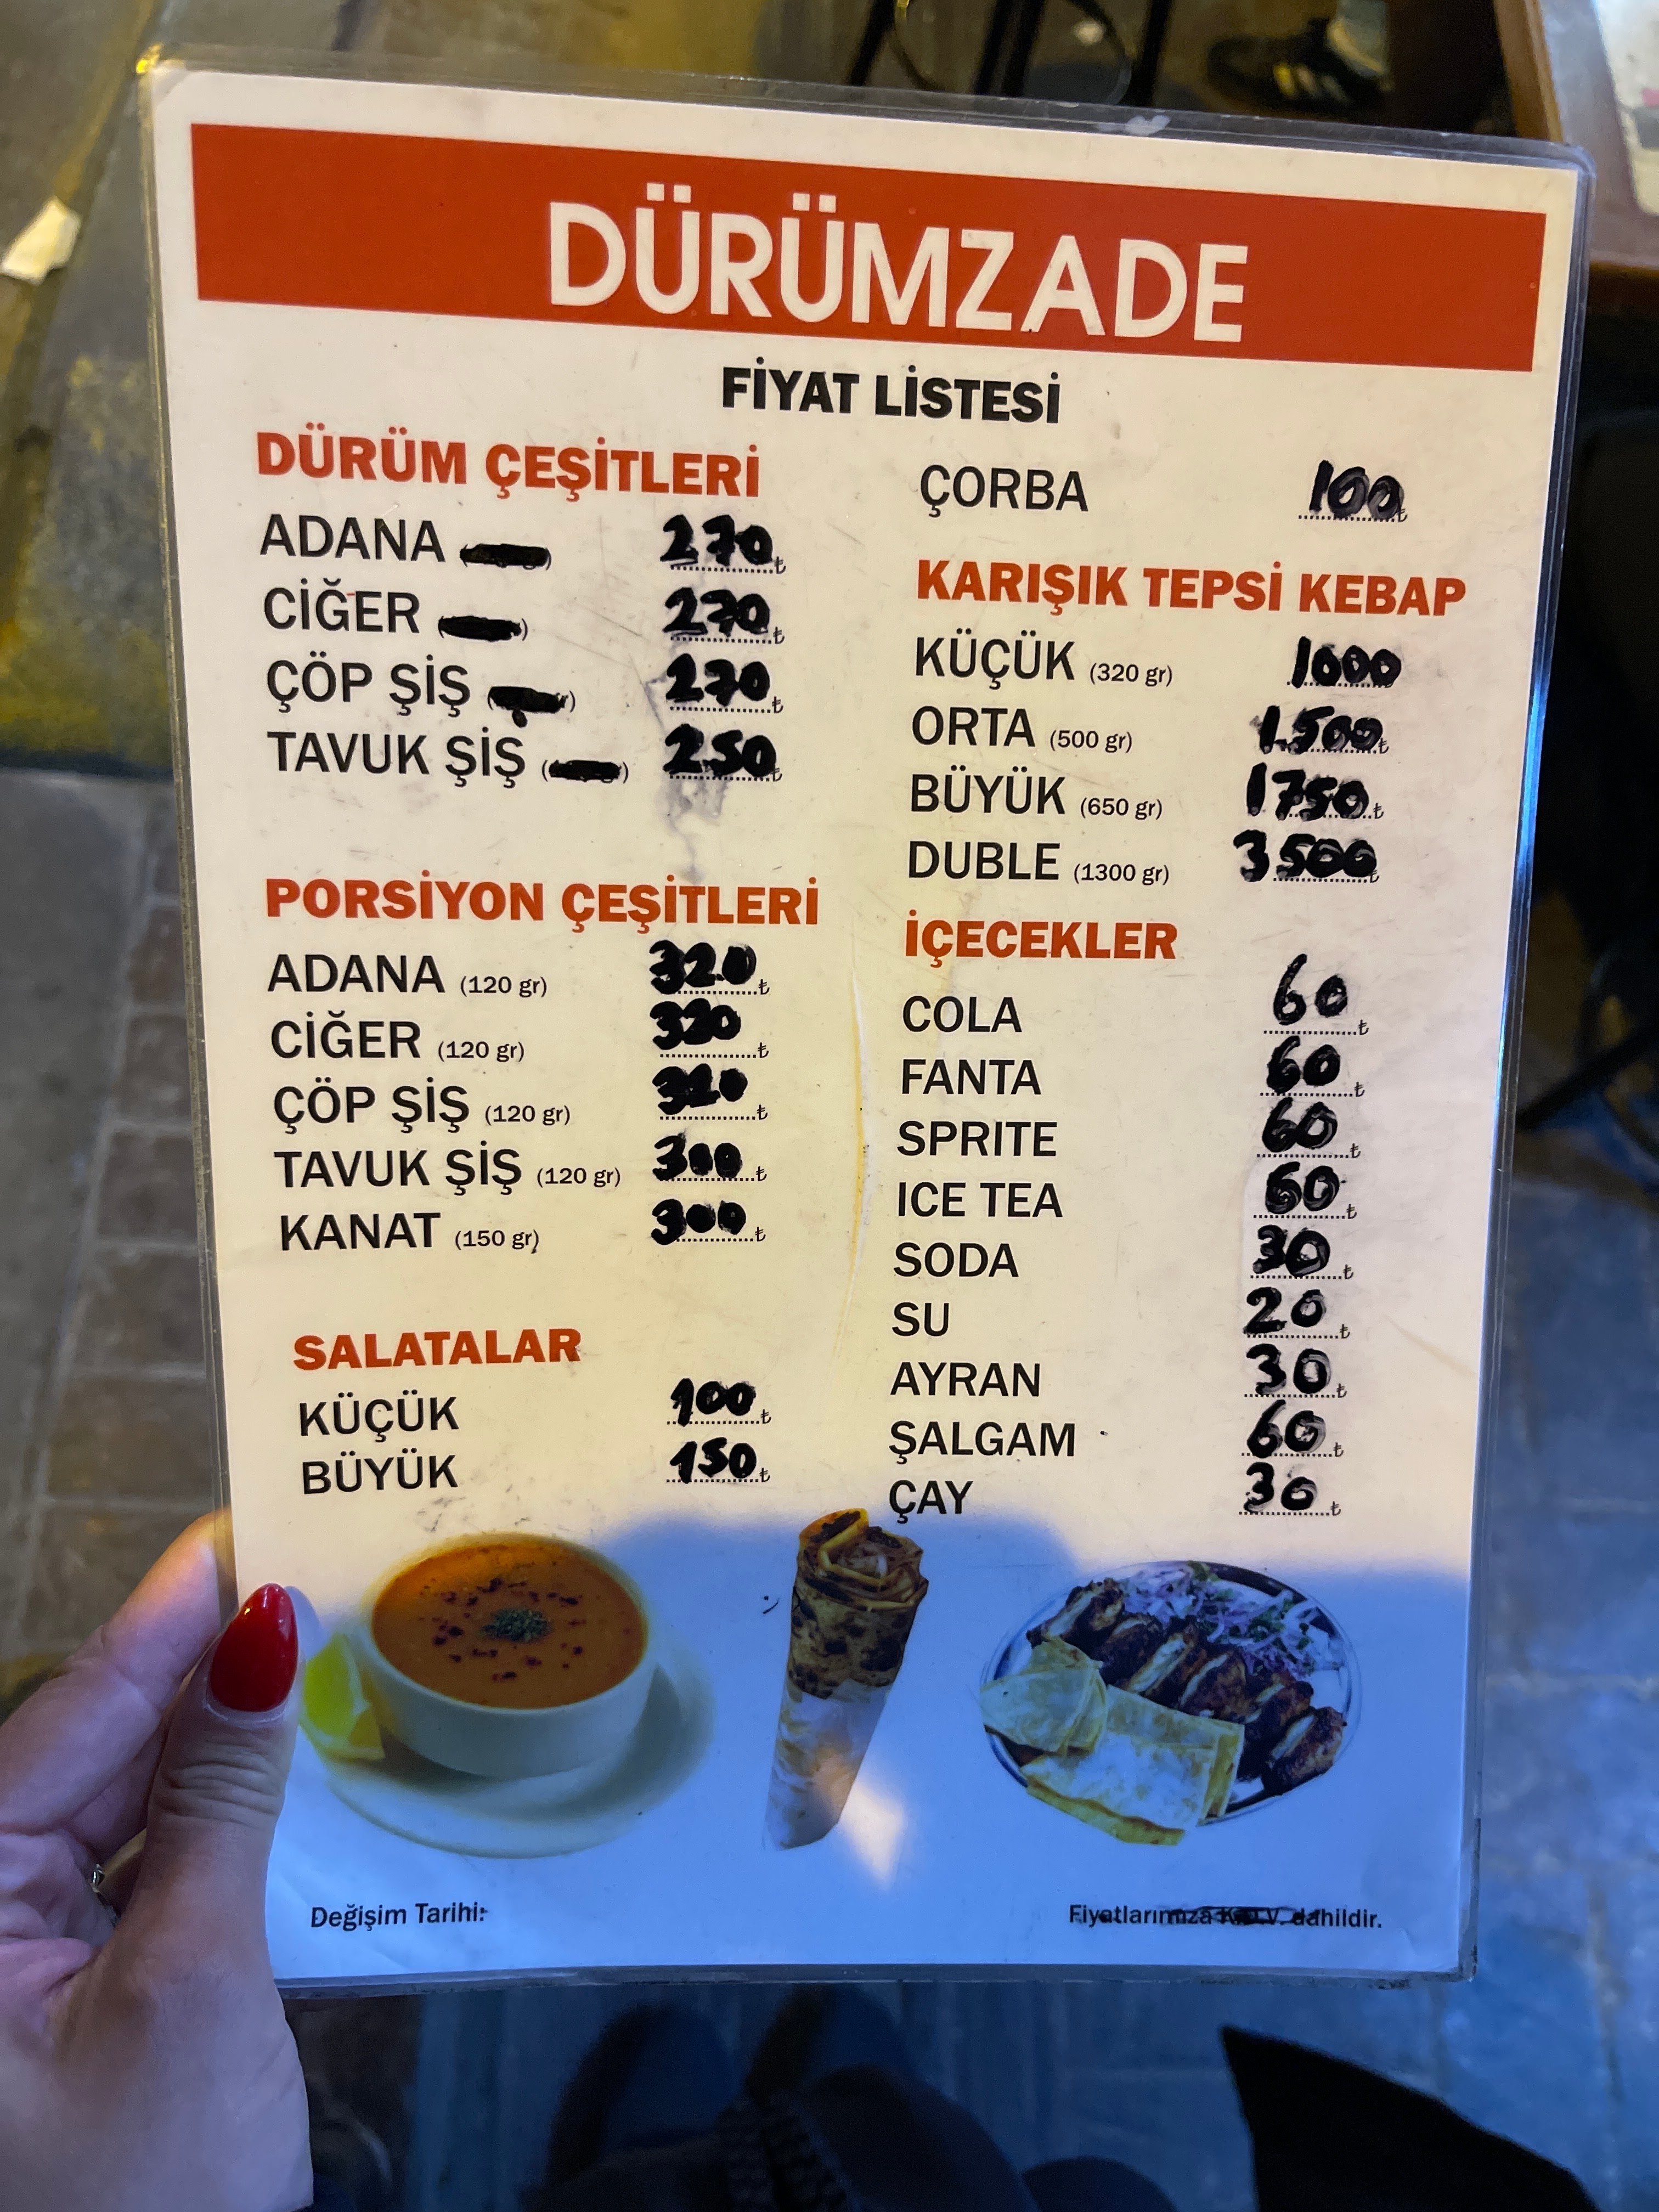 DÜRÜMZADE
FİYAT LİSTESİ
DÜRÜM ÇEŞİTLERİ
ADANA 270 ₺
CİĞER 270 ₺
ÇÖP ŞİŞ 270 ₺
TAVUK ŞİŞ 250 ₺
PORSİYON ÇEŞİTLERİ
ADANA (120 gr) 320 ₺
CİĞER (120 gr) 320 ₺
ÇÖP ŞİŞ (120 gr) 320 ₺
TAVUK ŞİŞ (120 gr) 300 ₺
KANAT (150 gr) 300 ₺
SALATALAR
KÜÇÜK 100 ₺
BÜYÜK 150 ₺
ÇORBA 100 ₺
KARIŞIK TEPSİ KEBAP
KÜÇÜK (320 gr) 1000
ORTA (500 gr) 1.500 ₺
BÜYÜK (650 gr) 1750 ₺
DUBLE (1300 gr) 3500 ₺
İÇECEKLER
COLA 60 ₺
FANTA 60 ₺
SPRITE 60 ₺
ICE TEA 60 ₺
SODA 30 ₺
SU 20 ₺
AYRAN 30 ₺
ŞALGAM 60 ₺
ÇAY 30 ₺
Değişim Tarihi:
Fiyatlarımıza K.D.V. dahildir.